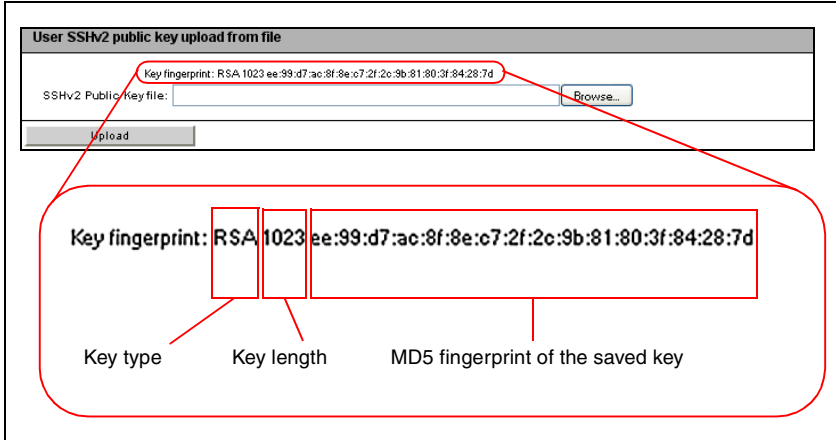 User SSHv2 public key upload from file
Key fingerprint: RSA 1023 ee:99:d7:ac:8f:8e:c7:2f:2c:9b:81:80:3f:84:28:7d
SSHv2 Public Key file:
Browse...
Upload
Key fingerprint: RSA 1023 ee:99:d7:ac:8f:8e:c7:2f:2c:9b:81:80:3f:84:28:7d
Key type Key length MD5 fingerprint of the saved key